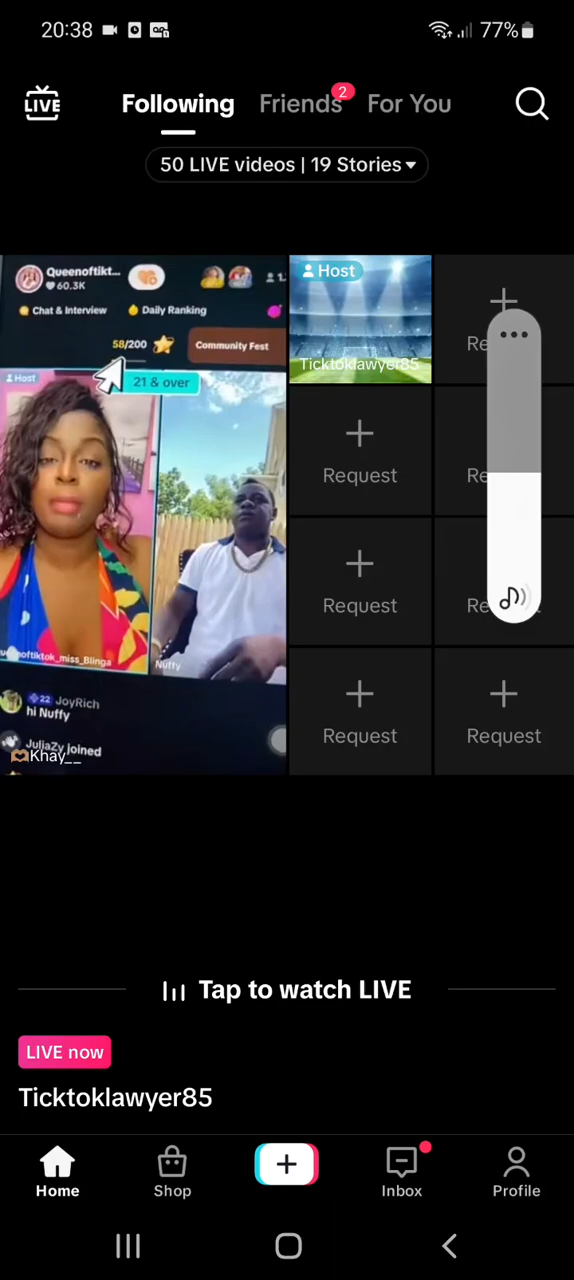 20:38
77%
LIVE
Following
Friends
2
For You
50 LIVE videos | 19 Stories
Queenoftikt...
60.3K
Chat & Interview
Daily Ranking
58/200
Community Fest
Host
21 & over
Nuffy
22 JoyRich
hi Nuffy
JuliaZy joined
Khay__
Host
Ticktoklawyer85
Request
Request
Request
Request
Tap to watch LIVE
LIVE now
Ticktoklawyer85
Home
Shop
Inbox
Profile